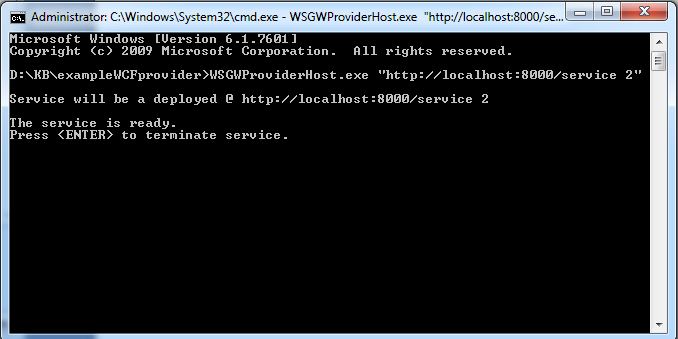 Administrator: C:\Windows\System32\cmd.exe - WSGWProviderHost.exe "http://localhost:8000/se...
Microsoft Windows [Version 6.1.7601]
Copyright (c) 2009 Microsoft Corporation.  All rights reserved.
D:\KB\exampleWCFprovider>WSGWProviderHost.exe "http://localhost:8000/service 2"
Service will be a deployed @ http://localhost:8000/service 2
The service is ready.
Press <ENTER> to terminate service.